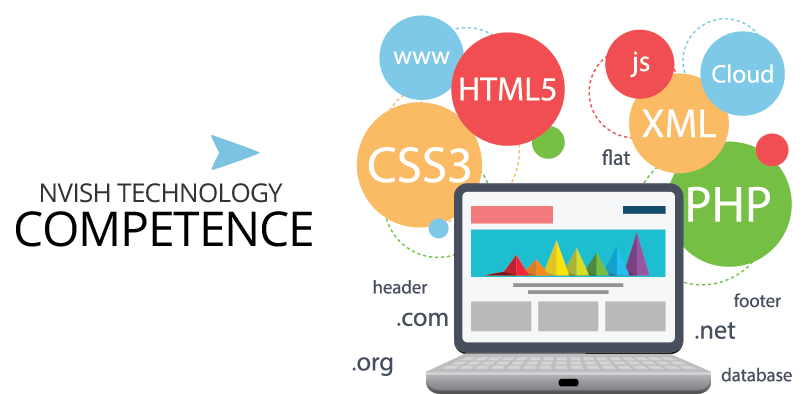 NVISH TECHNOLOGY
COMPETENCE
www
HTML5
CSS3
js
Cloud
XML
flat
PHP
header
.com
.org
footer
.net
database